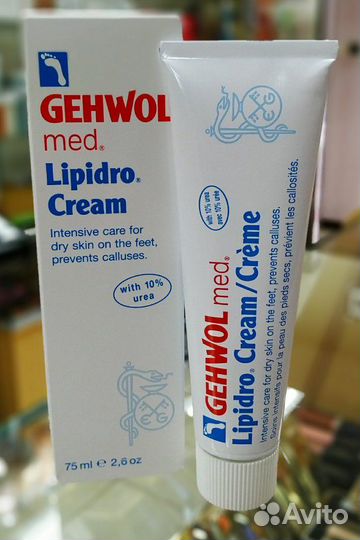 GEHWOL
med®
Lipidro®
Cream
Intensive care for
dry skin on the feet,
prevents calluses.
with 10%
urea
75 ml e 2,6 oz
GEHWOL med®
Lipidro® Cream/Crème
Intensive care for dry skin on the feet, prevents calluses.
Soins intensifs pour la peau des pieds secs, prévient les callosités.
with 10% urea
avec 10% urée
Avito